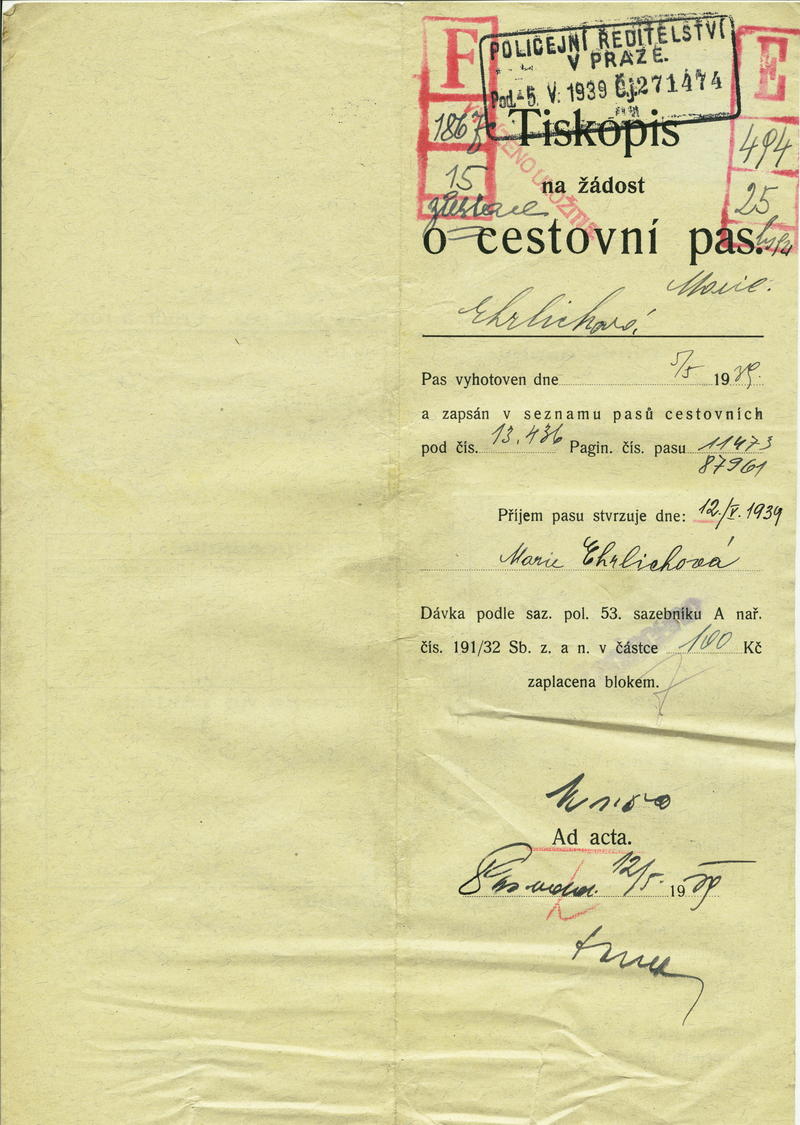 F
E
POLICEJNÍ ŘEDITELSTVÍ
V PRAZE.
Pod. -5. V. 1939 Čj. 271474
1867
15
494
25
Tiskopis
na žádost
o cestovní pas.
Marie
Ehrlichová
Pas vyhotoven dne 5/5 1939.
a zapsán v seznamu pasů cestovních
pod čís. 13.436 Pagin. čís. pasu 11473
87961
Příjem pasu stvrzuje dne: 12./V. 1939
Marie Ehrlichová
Dávka podle saz. pol. 53. sazebníku A nař.
čís. 191/32 Sb. z. a n. v částce 100 Kč
zaplacena blokem.
Ad acta.
12/5. 1939